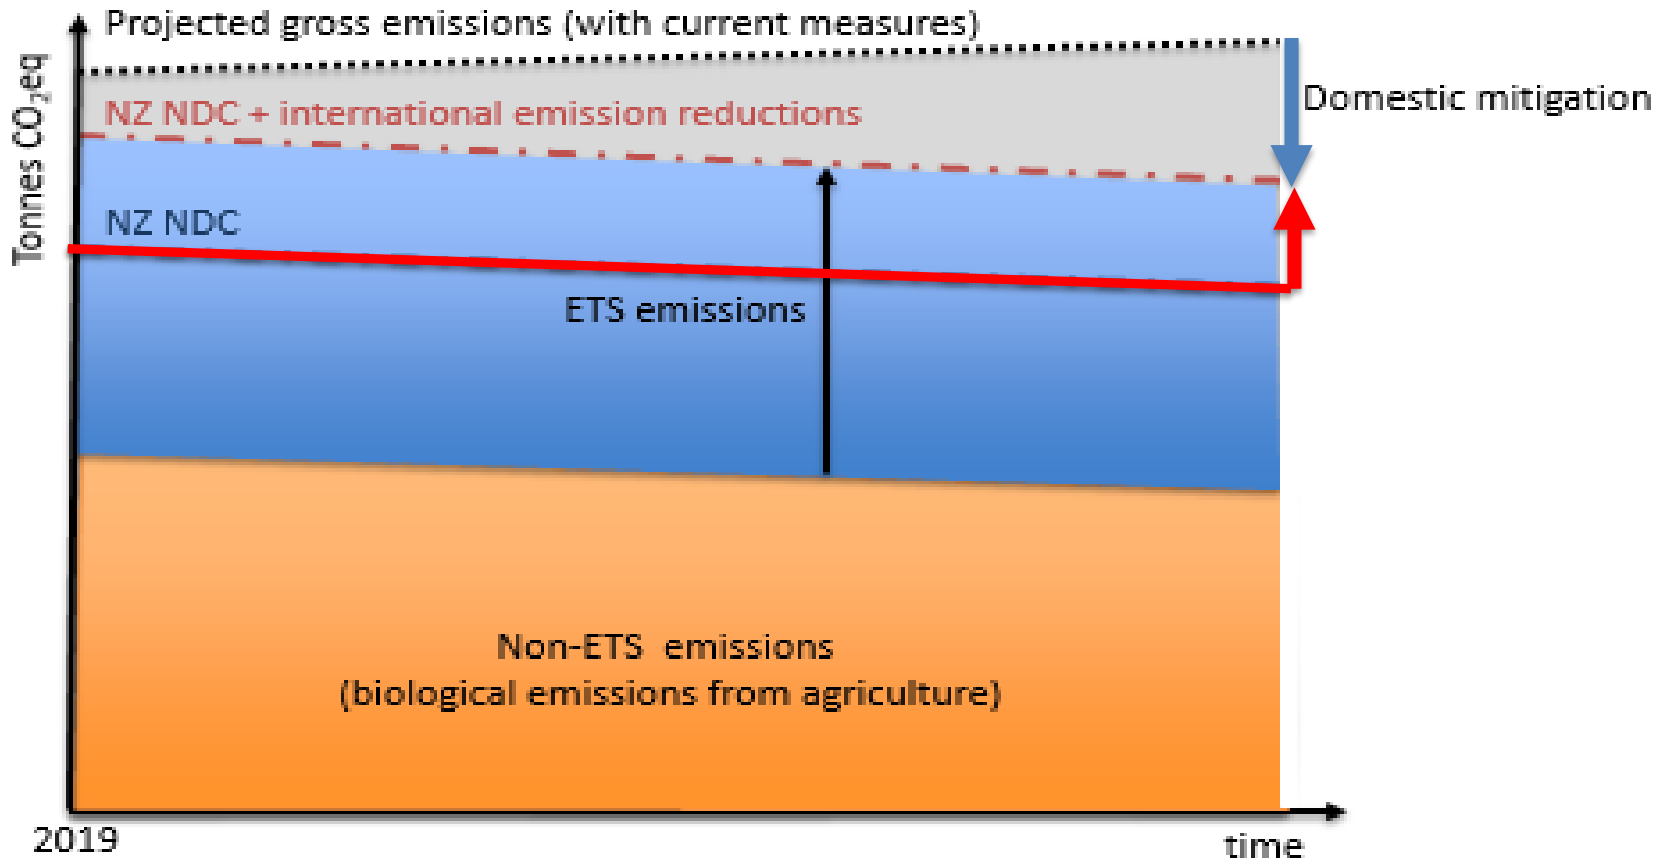 Projected gross emissions (with current measures)
Tonnes CO₂eq
Domestic mitigation
NZ NDC + international emission reductions
NZ NDC
ETS emissions
Non-ETS emissions
(biological emissions from agriculture)
2019
time